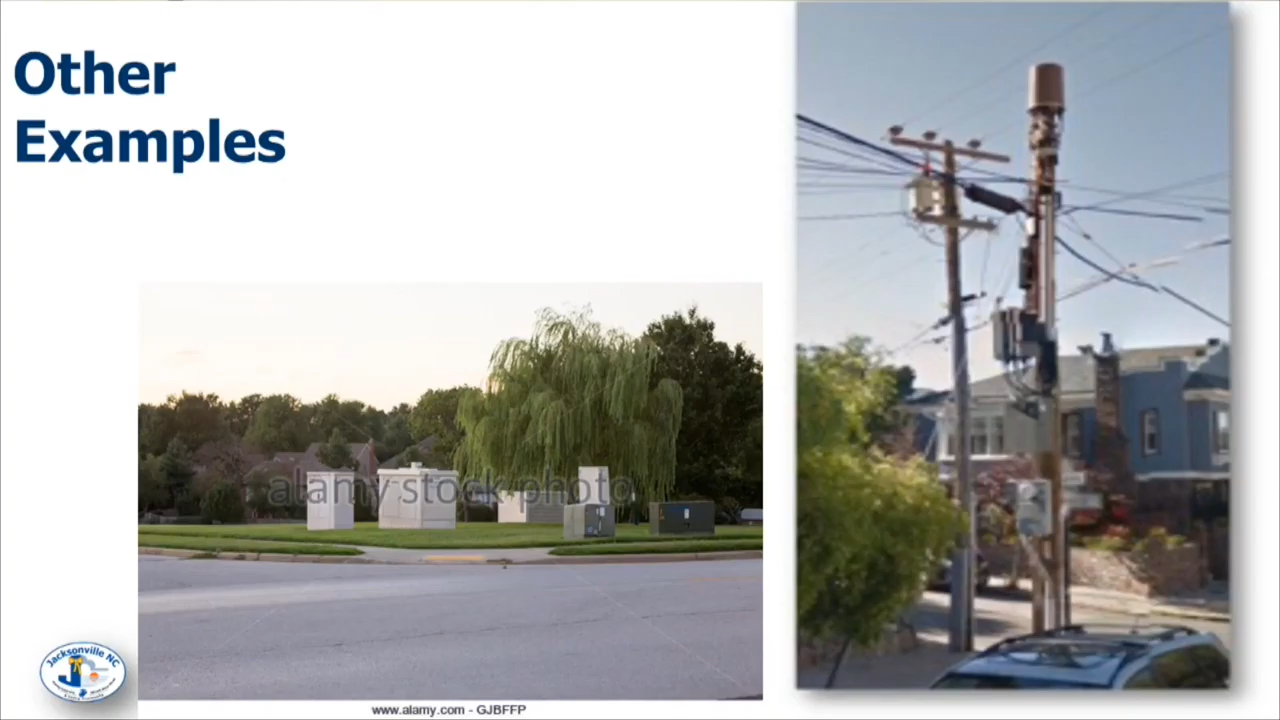 Other
Examples
alamy stock photo
Jacksonville NC
www.alamy.com - GJBFFP